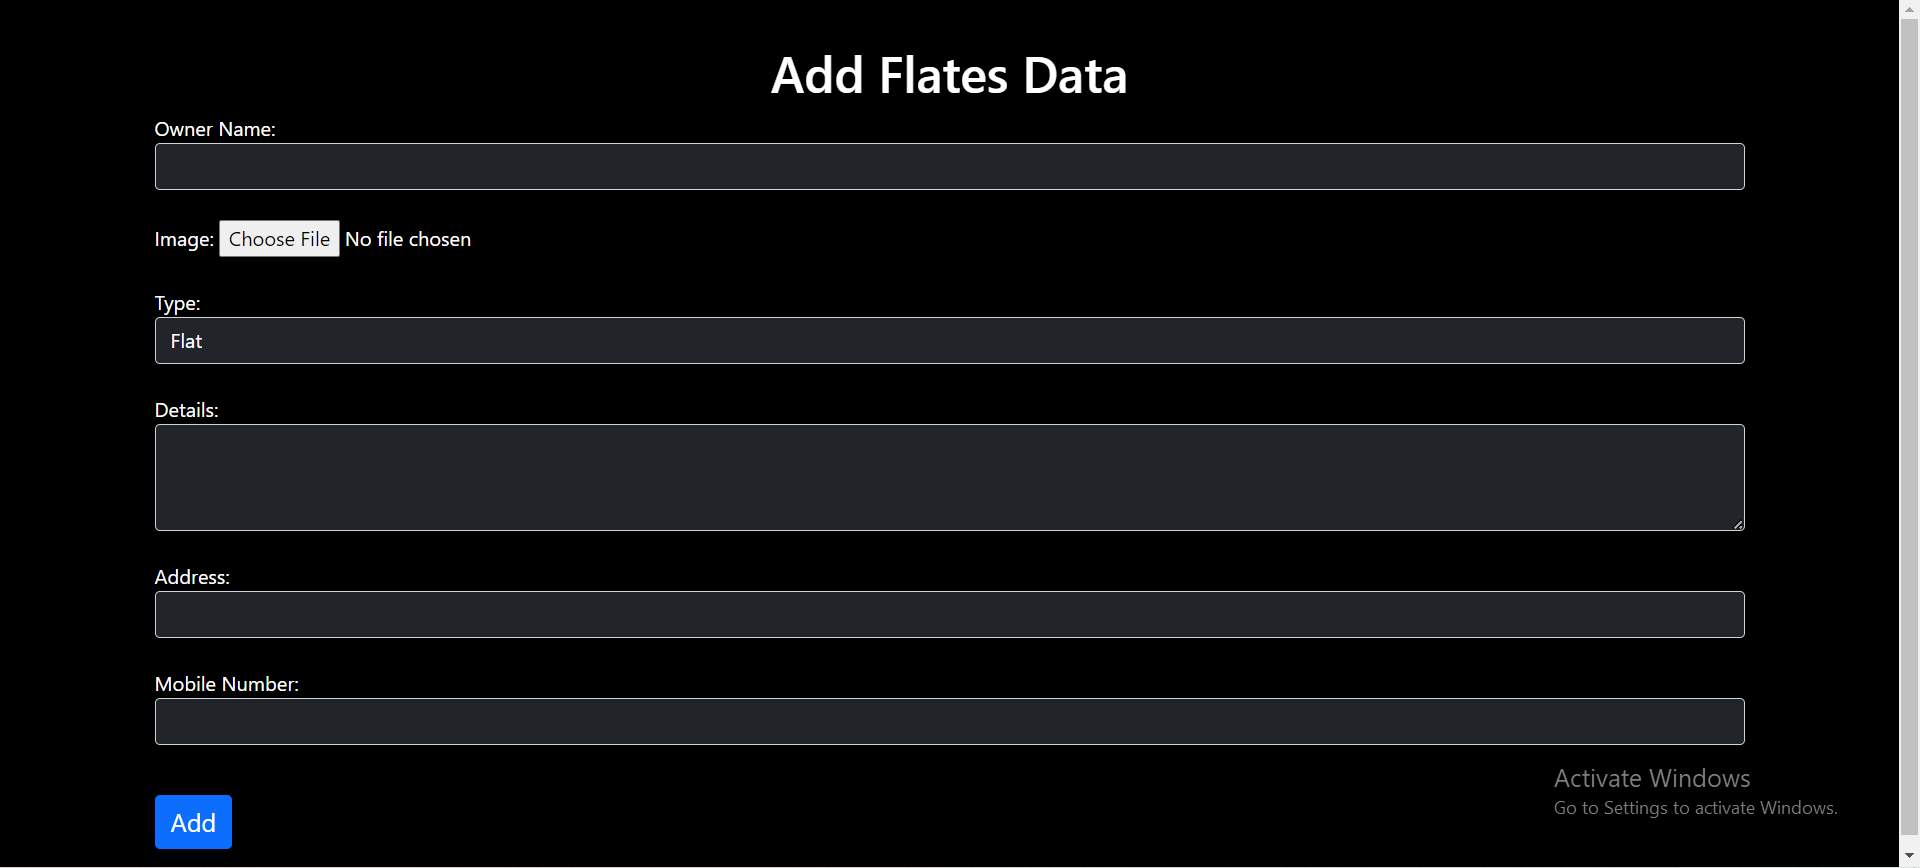 Add Flates Data
Owner Name:
Image: Choose File No file chosen
Type:
Flat
Details:
Address:
Mobile Number:
Add
Activate Windows
Go to Settings to activate Windows.